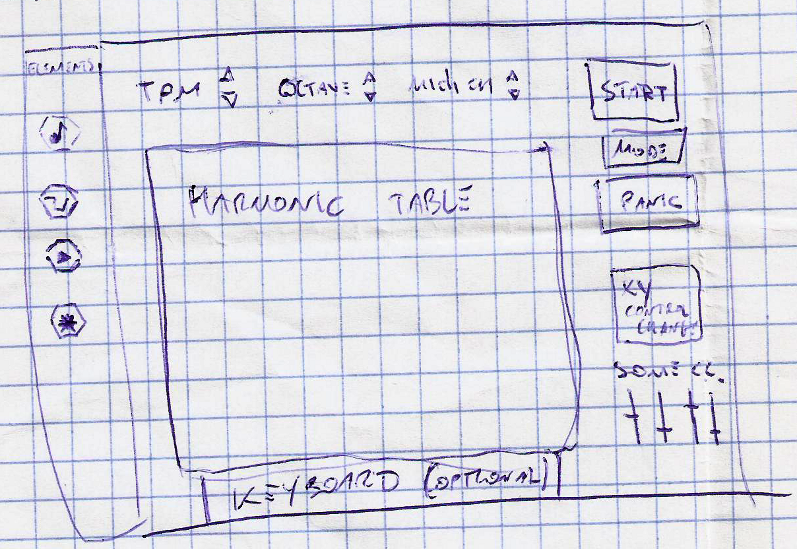 ELEMENTS
TPM OCTAVE MIDI CH
START
MODE
HARMONIC TABLE
PANIC
XY
CONTROL
CHANGE
SOME CC.
KEYBOARD (OPTIONAL)